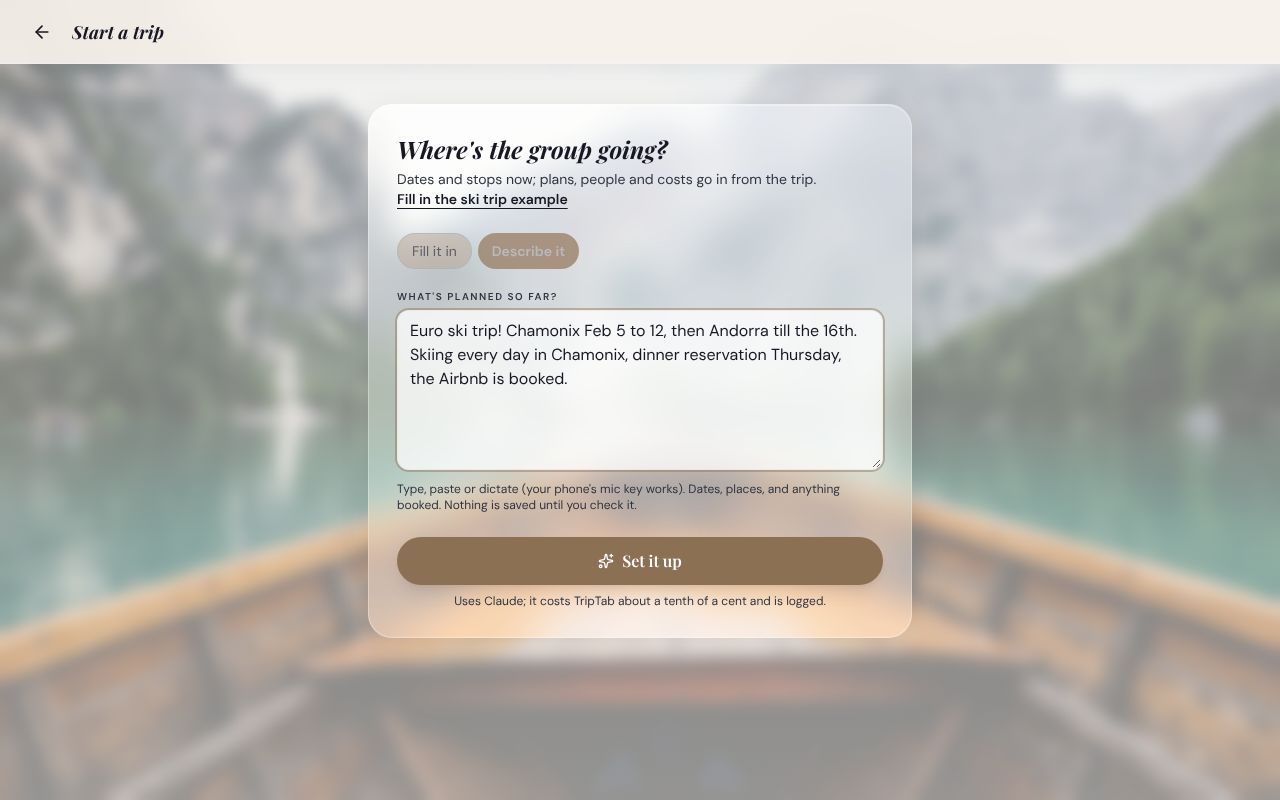 Start a trip
Where's the group going?
Dates and stops now; plans, people and costs go in from the trip.
Fill in the ski trip example
Fill it in
Describe it
WHAT'S PLANNED SO FAR?
Euro ski trip! Chamonix Feb 5 to 12, then Andorra till the 16th.
Skiing every day in Chamonix, dinner reservation Thursday,
the Airbnb is booked.
Type, paste or dictate (your phone's mic key works). Dates, places, and anything
booked. Nothing is saved until you check it.
Set it up
Uses Claude; it costs TripTab about a tenth of a cent and is logged.